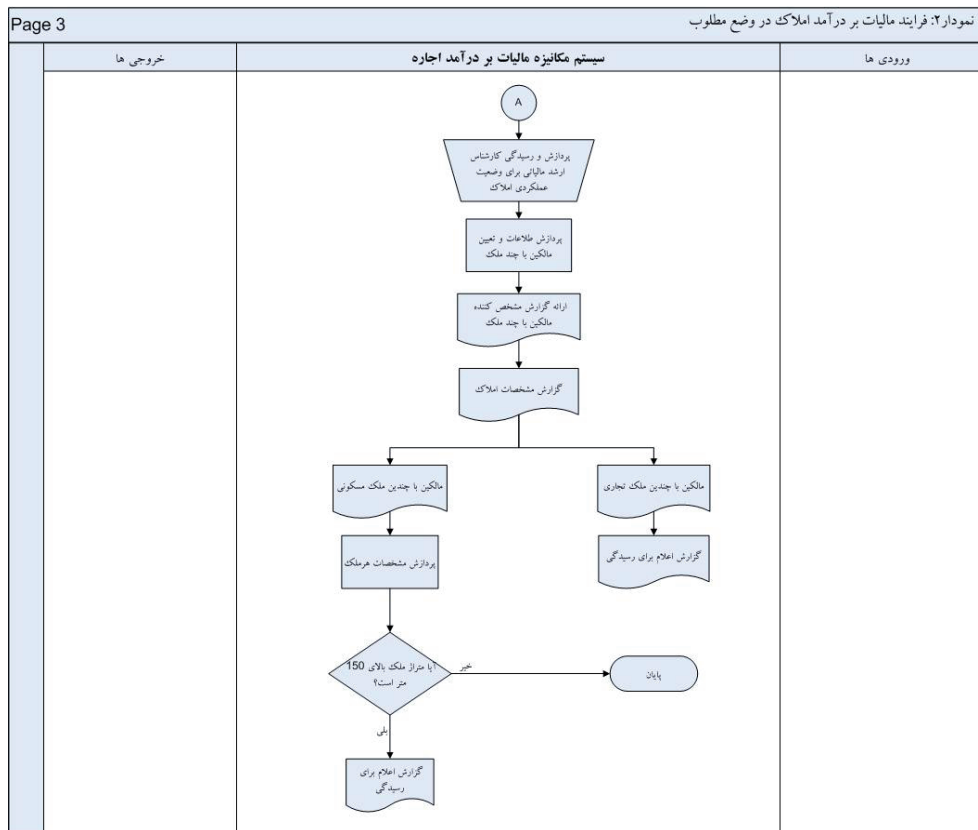 Page 3
نمودار۲: فرایند مالیات بر درآمد املاک در وضع مطلوب
ورودی ها
سیستم مکانیزه مالیات بر درآمد اجاره
خروجی ها
A
پردازش و رسیدگی کارشناس
ارشد مالیاتی برای وضعیت
عملکردی املاک
پردازش طلاعات و تعیین
مالکین با چند ملک
ارائه گزارش مشخص کننده
مالکین با چند ملک
گزارش مشخصات املاک
مالکین با چندین ملک تجاری
مالکین با چندین ملک مسکونی
گزارش اعلام برای رسیدگی
پردازش مشخصات هرملک
آیا متراژ ملک بالای 150
متر است؟
خیر
پایان
بلی
گزارش اعلام برای
رسیدگی